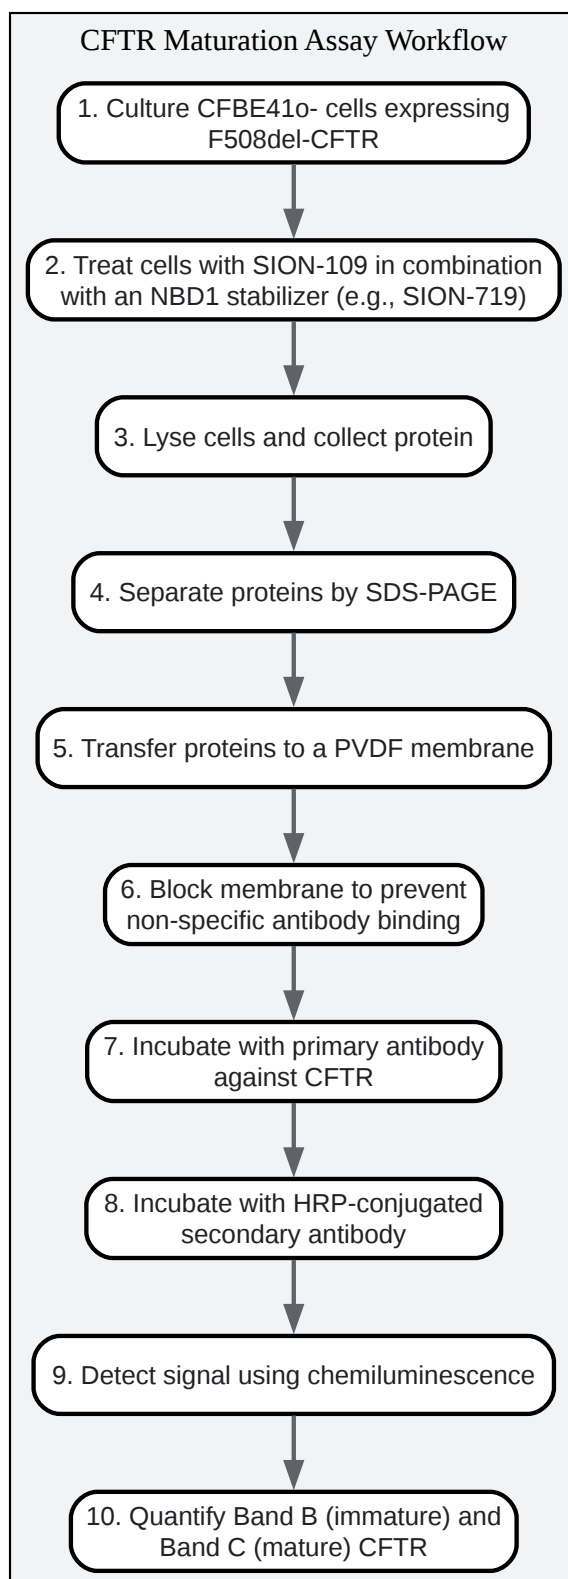 CFTR Maturation Assay Workflow
1. Culture CFBE41o- cells expressing
F508del-CFTR
2. Treat cells with SION-109 in combination
with an NBD1 stabilizer (e.g., SION-719)
3. Lyse cells and collect protein
4. Separate proteins by SDS-PAGE
5. Transfer proteins to a PVDF membrane
6. Block membrane to prevent
non-specific antibody binding
7. Incubate with primary antibody
against CFTR
8. Incubate with HRP-conjugated
secondary antibody
9. Detect signal using chemiluminescence
10. Quantify Band B (immature) and
Band C (mature) CFTR